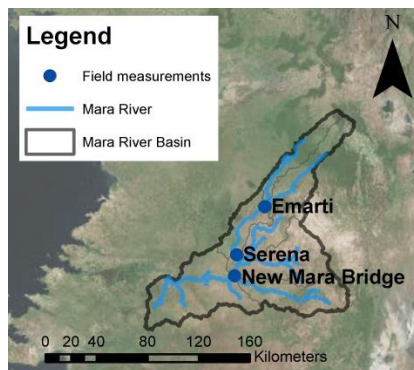 Legend
N
Field measurements
Mara River
Mara River Basin
Emarti
Serena
New Mara Bridge
0 20 40 80 120 160
Kilometers